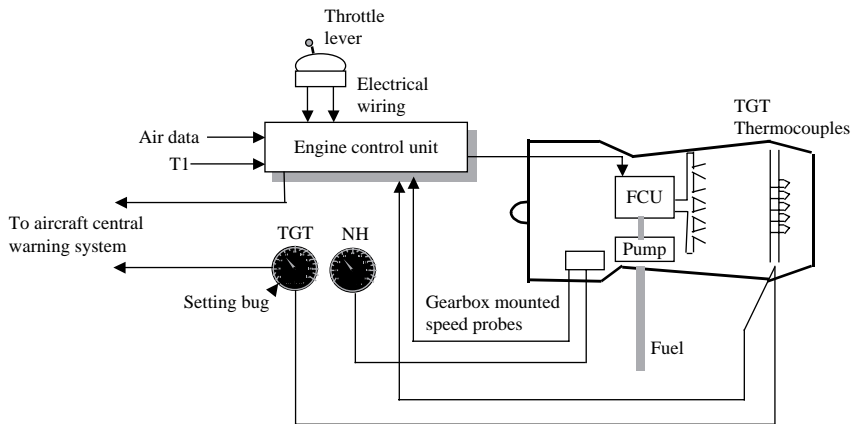 Throttle
lever
Electrical
wiring
TGT
Thermocouples
Air data
Engine control unit
T1
FCU
To aircraft central
warning system
TGT
NH
Pump
Setting bug
Gearbox mounted
speed probes
Fuel